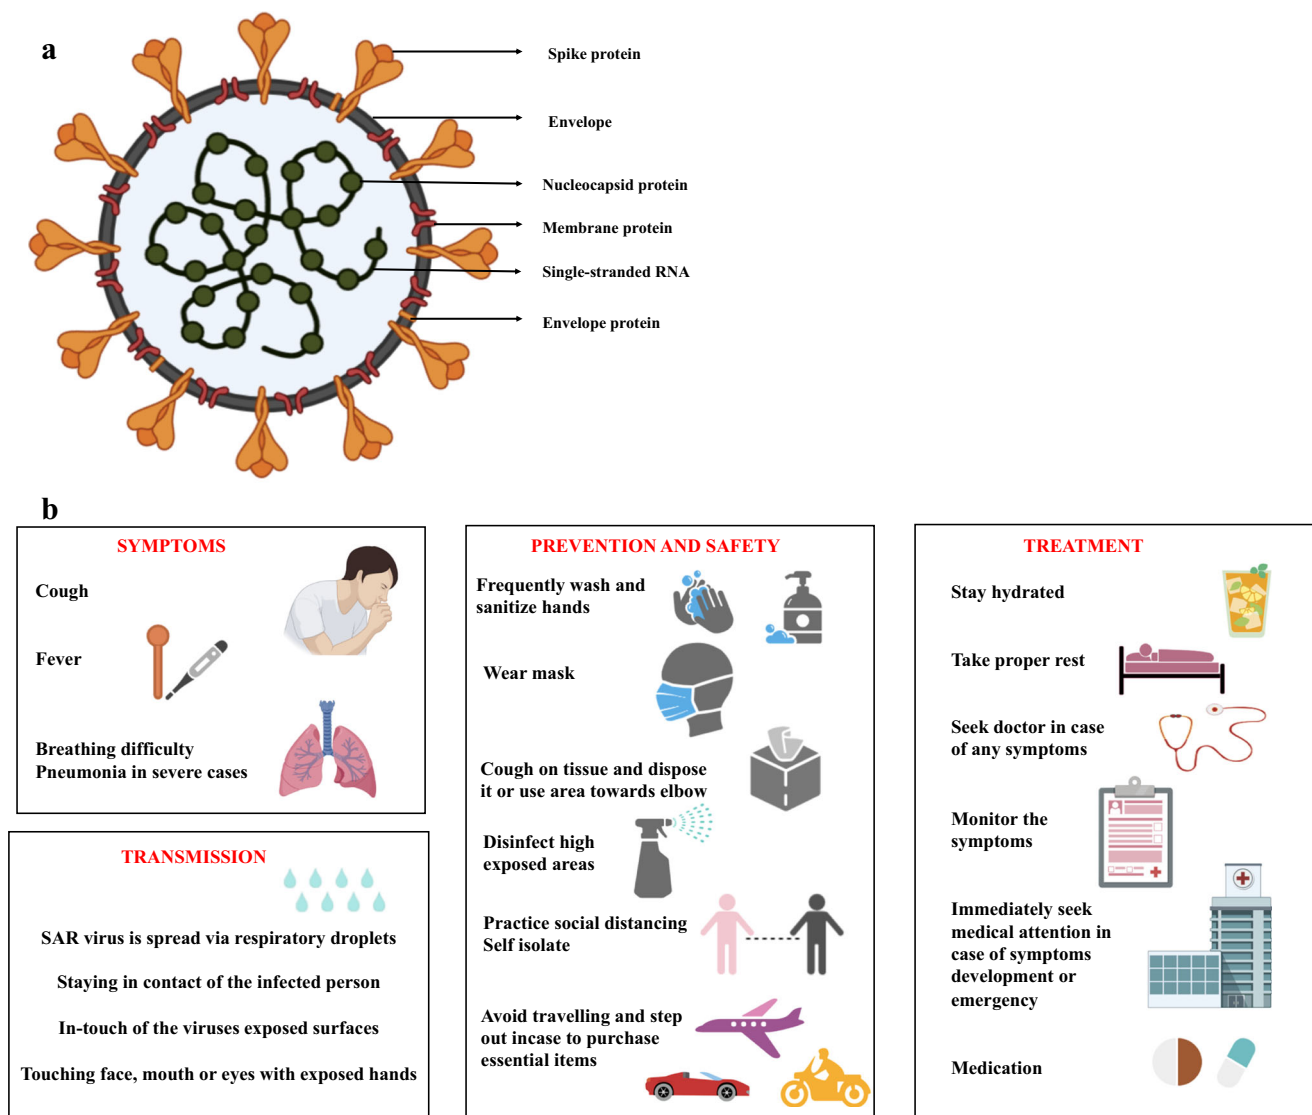 a
Spike protein
Envelope
Nucleocapsid protein
Membrane protein
Single-stranded RNA
Envelope protein
b
SYMPTOMS
Cough
Fever
Breathing difficulty
Pneumonia in severe cases
TRANSMISSION
SAR virus is spread via respiratory droplets
Staying in contact of the infected person
In-touch of the viruses exposed surfaces
Touching face, mouth or eyes with exposed hands
PREVENTION AND SAFETY
Frequently wash and
sanitize hands
Wear mask
Cough on tissue and dispose
it or use area towards elbow
Disinfect high
exposed areas
Practice social distancing
Self isolate
Avoid travelling and step
out incase to purchase
essential items
TREATMENT
Stay hydrated
Take proper rest
Seek doctor in case
of any symptoms
Monitor the
symptoms
Immediately seek
medical attention in
case of symptoms
development or
emergency
Medication